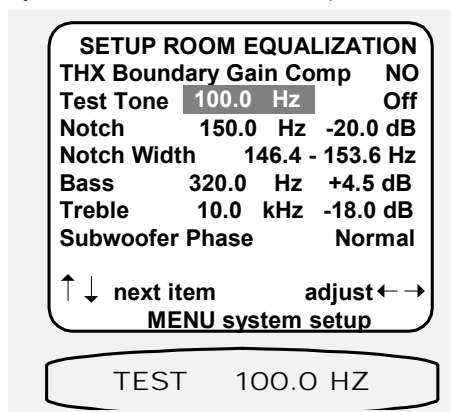 SETUP ROOM EQUALIZATION
THX Boundary Gain Comp NO
Test Tone 100.0 Hz Off
Notch 150.0 Hz -20.0 dB
Notch Width 146.4 - 153.6 Hz
Bass 320.0 Hz +4.5 dB
Treble 10.0 kHz -18.0 dB
Subwoofer Phase Normal
↑ ↓ next item adjust ← →
MENU system setup
TEST 100.0 HZ